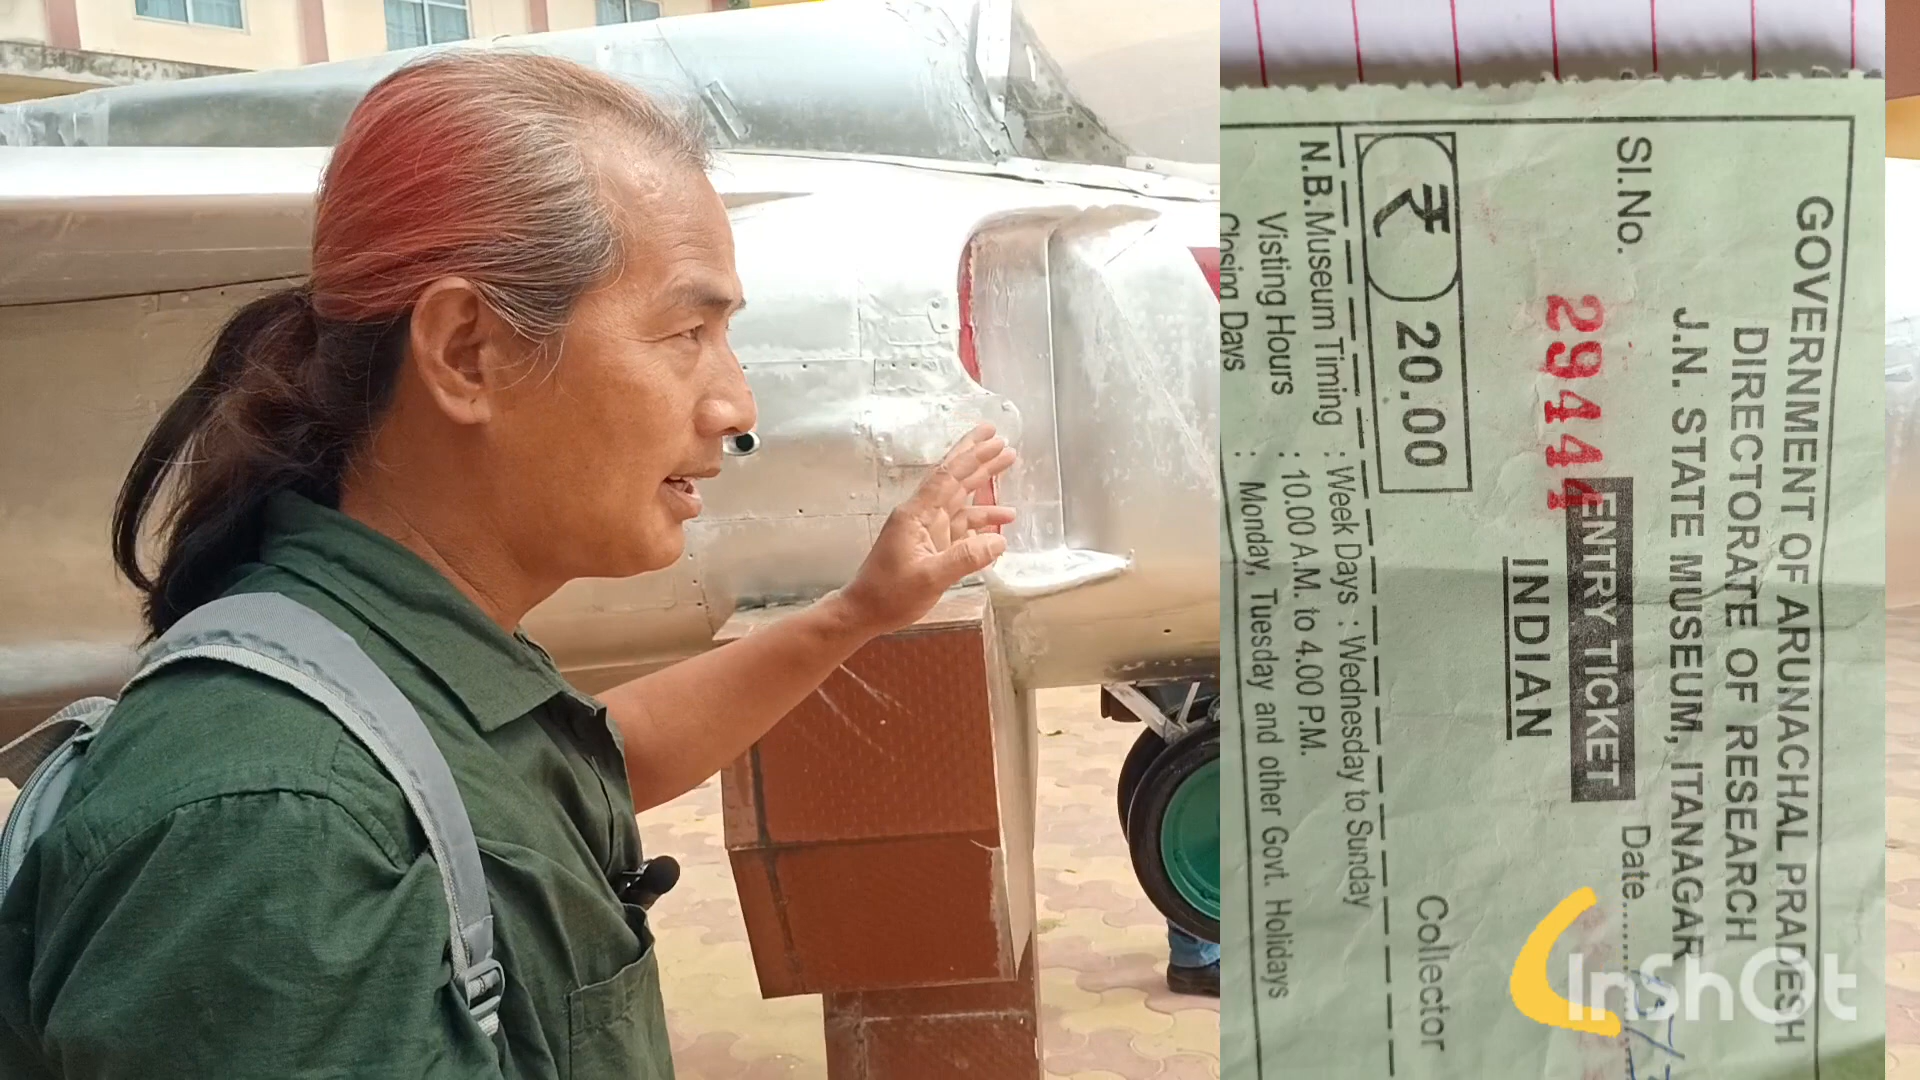 GOVERNMENT OF ARUNACHAL PRADESH
DIRECTORATE OF RESEARCH
J.N. STATE MUSEUM, ITANAGAR
Sl.No. 29444 ENTRY TICKET Date.......
INDIAN
₹ 20.00 Collector
N.B.Museum Timing : Week Days : Wednesday to Sunday
Visting Hours : 10.00 A.M. to 4.00 P.M.
Closing Days : Monday, Tuesday and other Govt. Holidays
InShOt